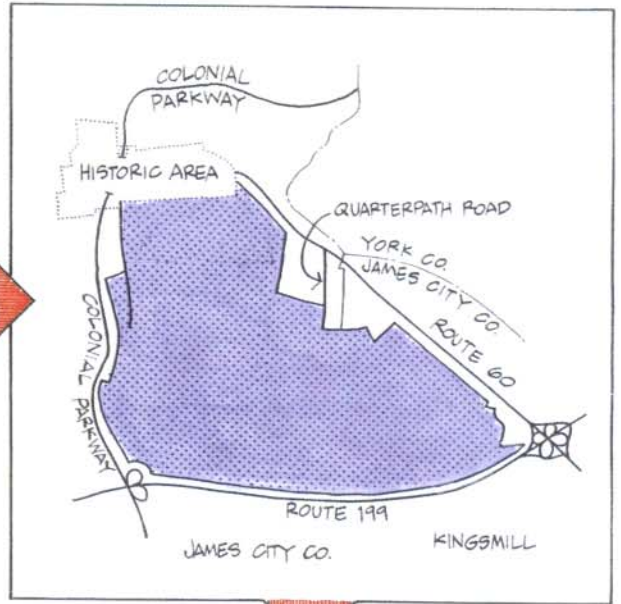 COLONIAL
PARKWAY
HISTORIC AREA
QUARTERPATH ROAD
YORK CO.
JAMES CITY CO.
ROUTE 60
COLONIAL PARKWAY
ROUTE 199
JAMES CITY CO.
KINGSMILL